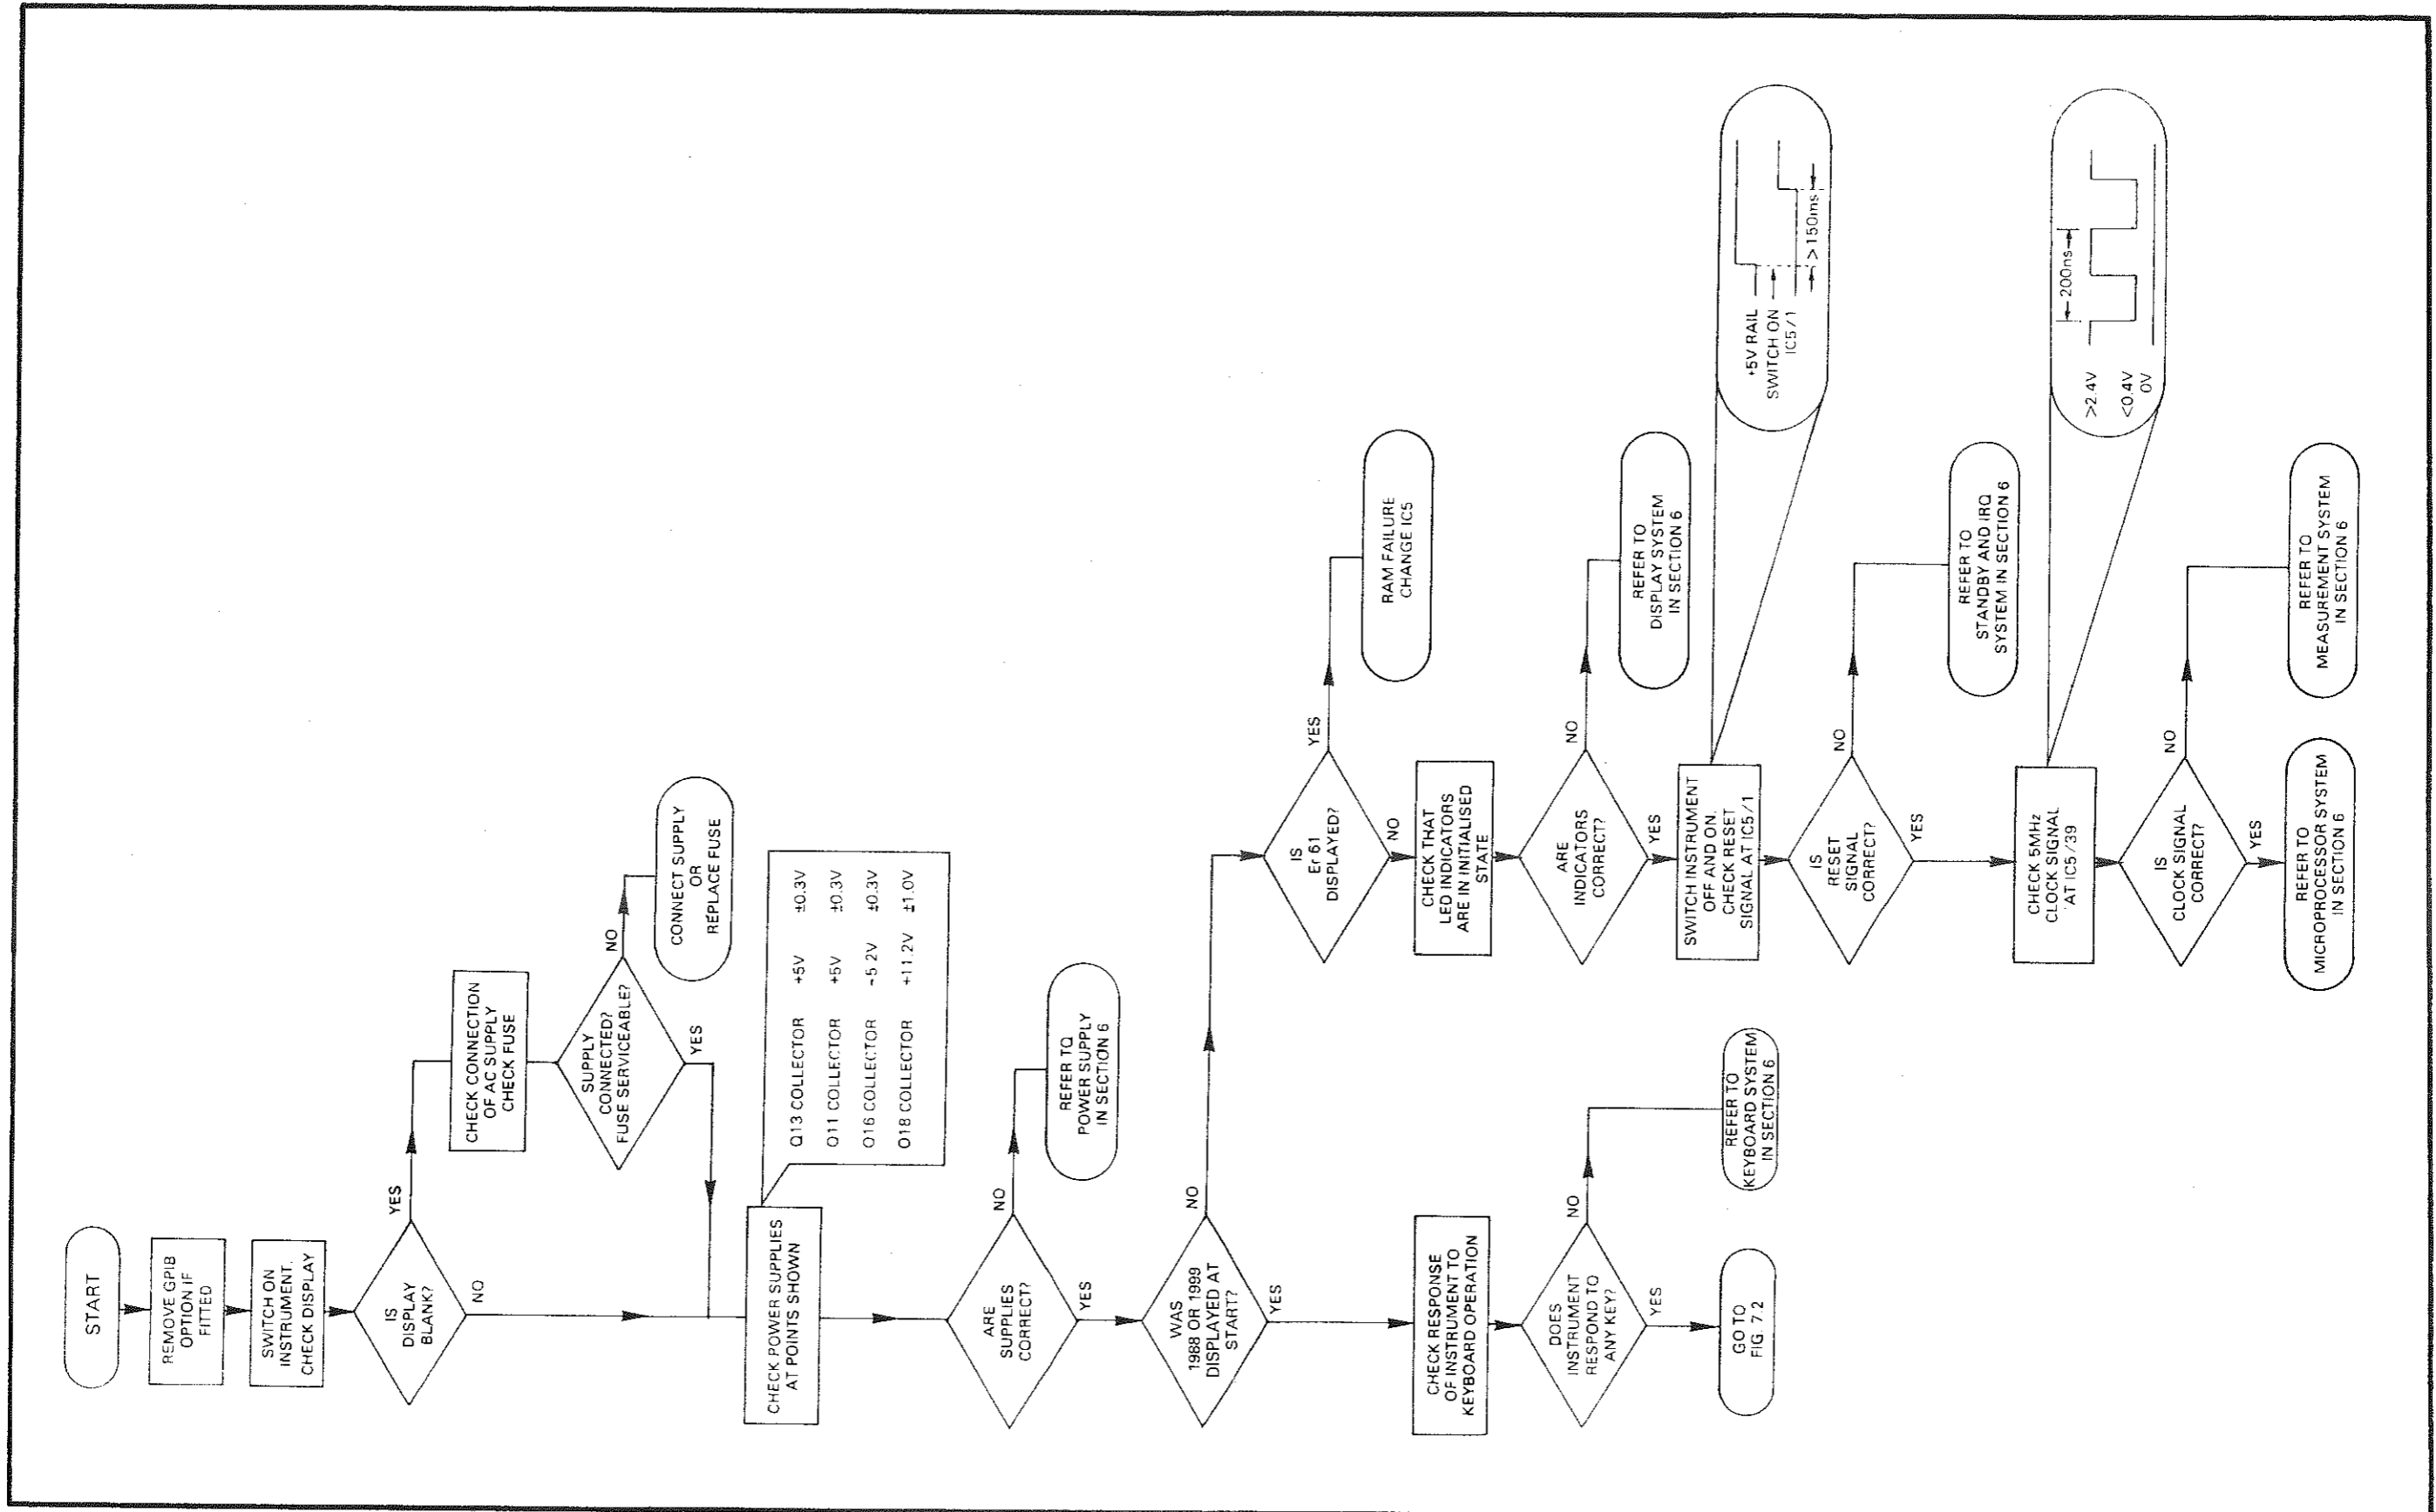 START
REMOVE GPIB
OPTION IF
FITTED
SWITCH ON
INSTRUMENT.
CHECK DISPLAY
IS
DISPLAY
BLANK?
YES
NO
CHECK CONNECTION
OF AC SUPPLY
CHECK FUSE
SUPPLY
CONNECTED?
FUSE SERVICEABLE?
NO
YES
CONNECT SUPPLY
OR
REPLACE FUSE
CHECK POWER SUPPLIES
AT POINTS SHOWN
Q13 COLLECTOR +5V ±0.3V
Q11 COLLECTOR +5V ±0.3V
Q16 COLLECTOR -5.2V ±0.3V
Q18 COLLECTOR +11.2V ±1.0V
ARE
SUPPLIES
CORRECT?
NO
YES
REFER TO
POWER SUPPLY
IN SECTION 6
WAS
1988 OR 1999
DISPLAYED AT
START?
NO
YES
CHECK RESPONSE
OF INSTRUMENT TO
KEYBOARD OPERATION
DOES
INSTRUMENT
RESPOND TO
ANY KEY?
NO
YES
REFER TO
KEYBOARD SYSTEM
IN SECTION 6
GO TO
FIG. 7.2
IS
Er 61
DISPLAYED?
YES
NO
RAM FAILURE
CHANGE IC5
CHECK THAT
LED INDICATORS
ARE IN INITIALISED
STATE
ARE
INDICATORS
CORRECT?
NO
YES
REFER TO
DISPLAY SYSTEM
IN SECTION 6
SWITCH INSTRUMENT
OFF AND ON.
CHECK RESET
SIGNAL AT IC5/1
+5V RAIL
SWITCH ON
IC5/1
>150ms
IS
RESET
SIGNAL
CORRECT?
NO
YES
REFER TO
STANDBY AND IRQ
SYSTEM IN SECTION 6
CHECK 5MHz
CLOCK SIGNAL
AT IC5/39
200ns
>2.4V
<0.4V
0V
IS
CLOCK SIGNAL
CORRECT?
NO
YES
REFER TO
MEASUREMENT SYSTEM
IN SECTION 6
REFER TO
MICROPROCESSOR SYSTEM
IN SECTION 6